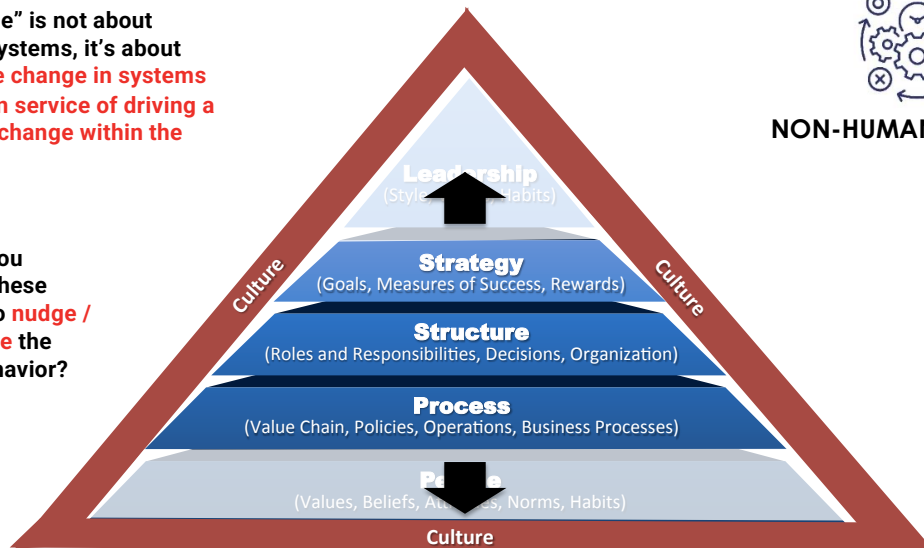 e” is not about
ystems, it’s about
e change in systems
n service of driving a
change within the
NON-HUMA
ou
hese
o nudge /
e the
havior?
Leadership
(Style, Habits)
Culture
Culture
Strategy
(Goals, Measures of Success, Rewards)
Structure
(Roles and Responsibilities, Decisions, Organization)
Process
(Value Chain, Policies, Operations, Business Processes)
People
(Values, Beliefs, Norms, Habits)
Culture